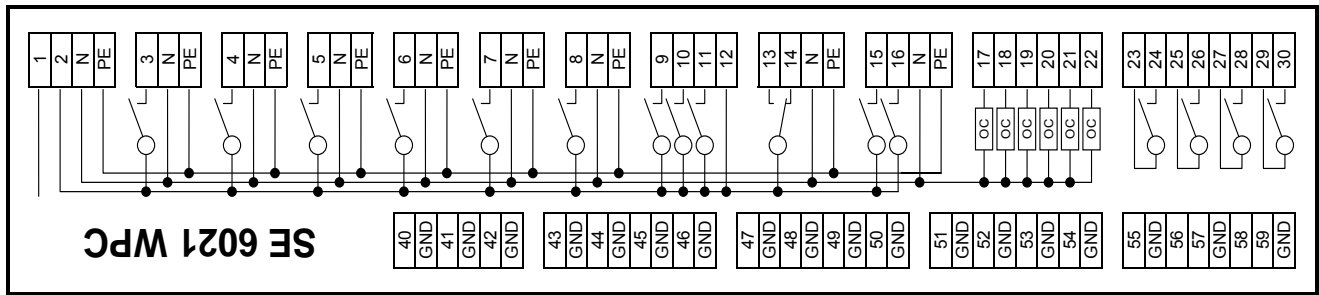 1 2 N PE 3 N PE 4 N PE 5 N PE 6 N PE 7 N PE 8 N PE 9 10 11 12 13 14 N PE 15 16 N PE 17 18 19 20 21 22 23 24 25 26 27 28 29 30
OC OC OC OC OC OC
SE 6021 WPC
40 GND 41 GND 42 GND 43 GND 44 GND 45 GND 46 GND 47 GND 48 GND 49 GND 50 GND 51 GND 52 GND 53 GND 54 GND 55 GND 56 57 GND 58 59 GND